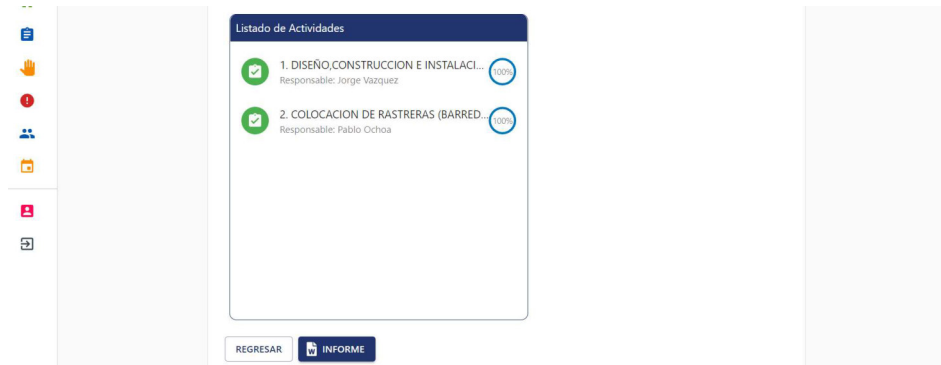 Listado de Actividades
1. DISEÑO,CONSTRUCCION E INSTALACI...
100%
Responsable: Jorge Vazquez
2. COLOCACION DE RASTRERAS (BARRED...
100%
Responsable: Pablo Ochoa
REGRESAR
W INFORME